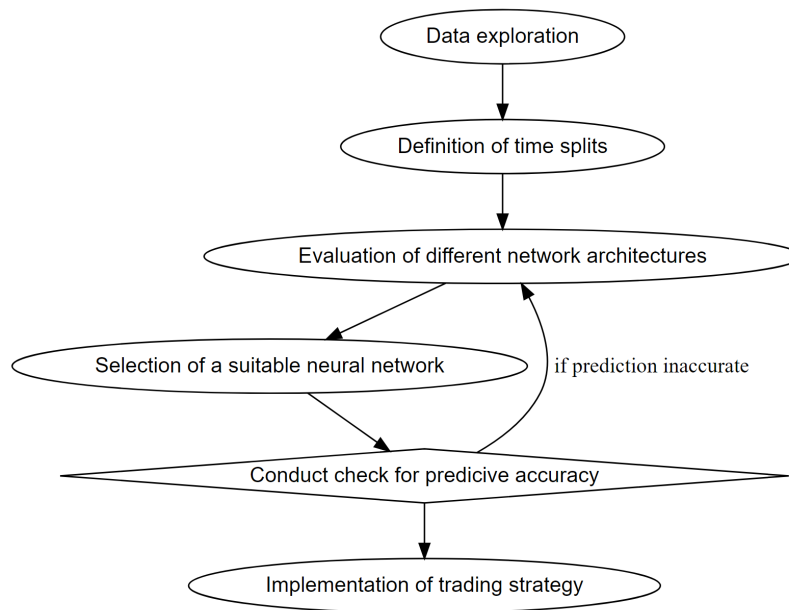 Data exploration
Definition of time splits
Evaluation of different network architectures
Selection of a suitable neural network
if prediction inaccurate
Conduct check for predicive accuracy
Implementation of trading strategy